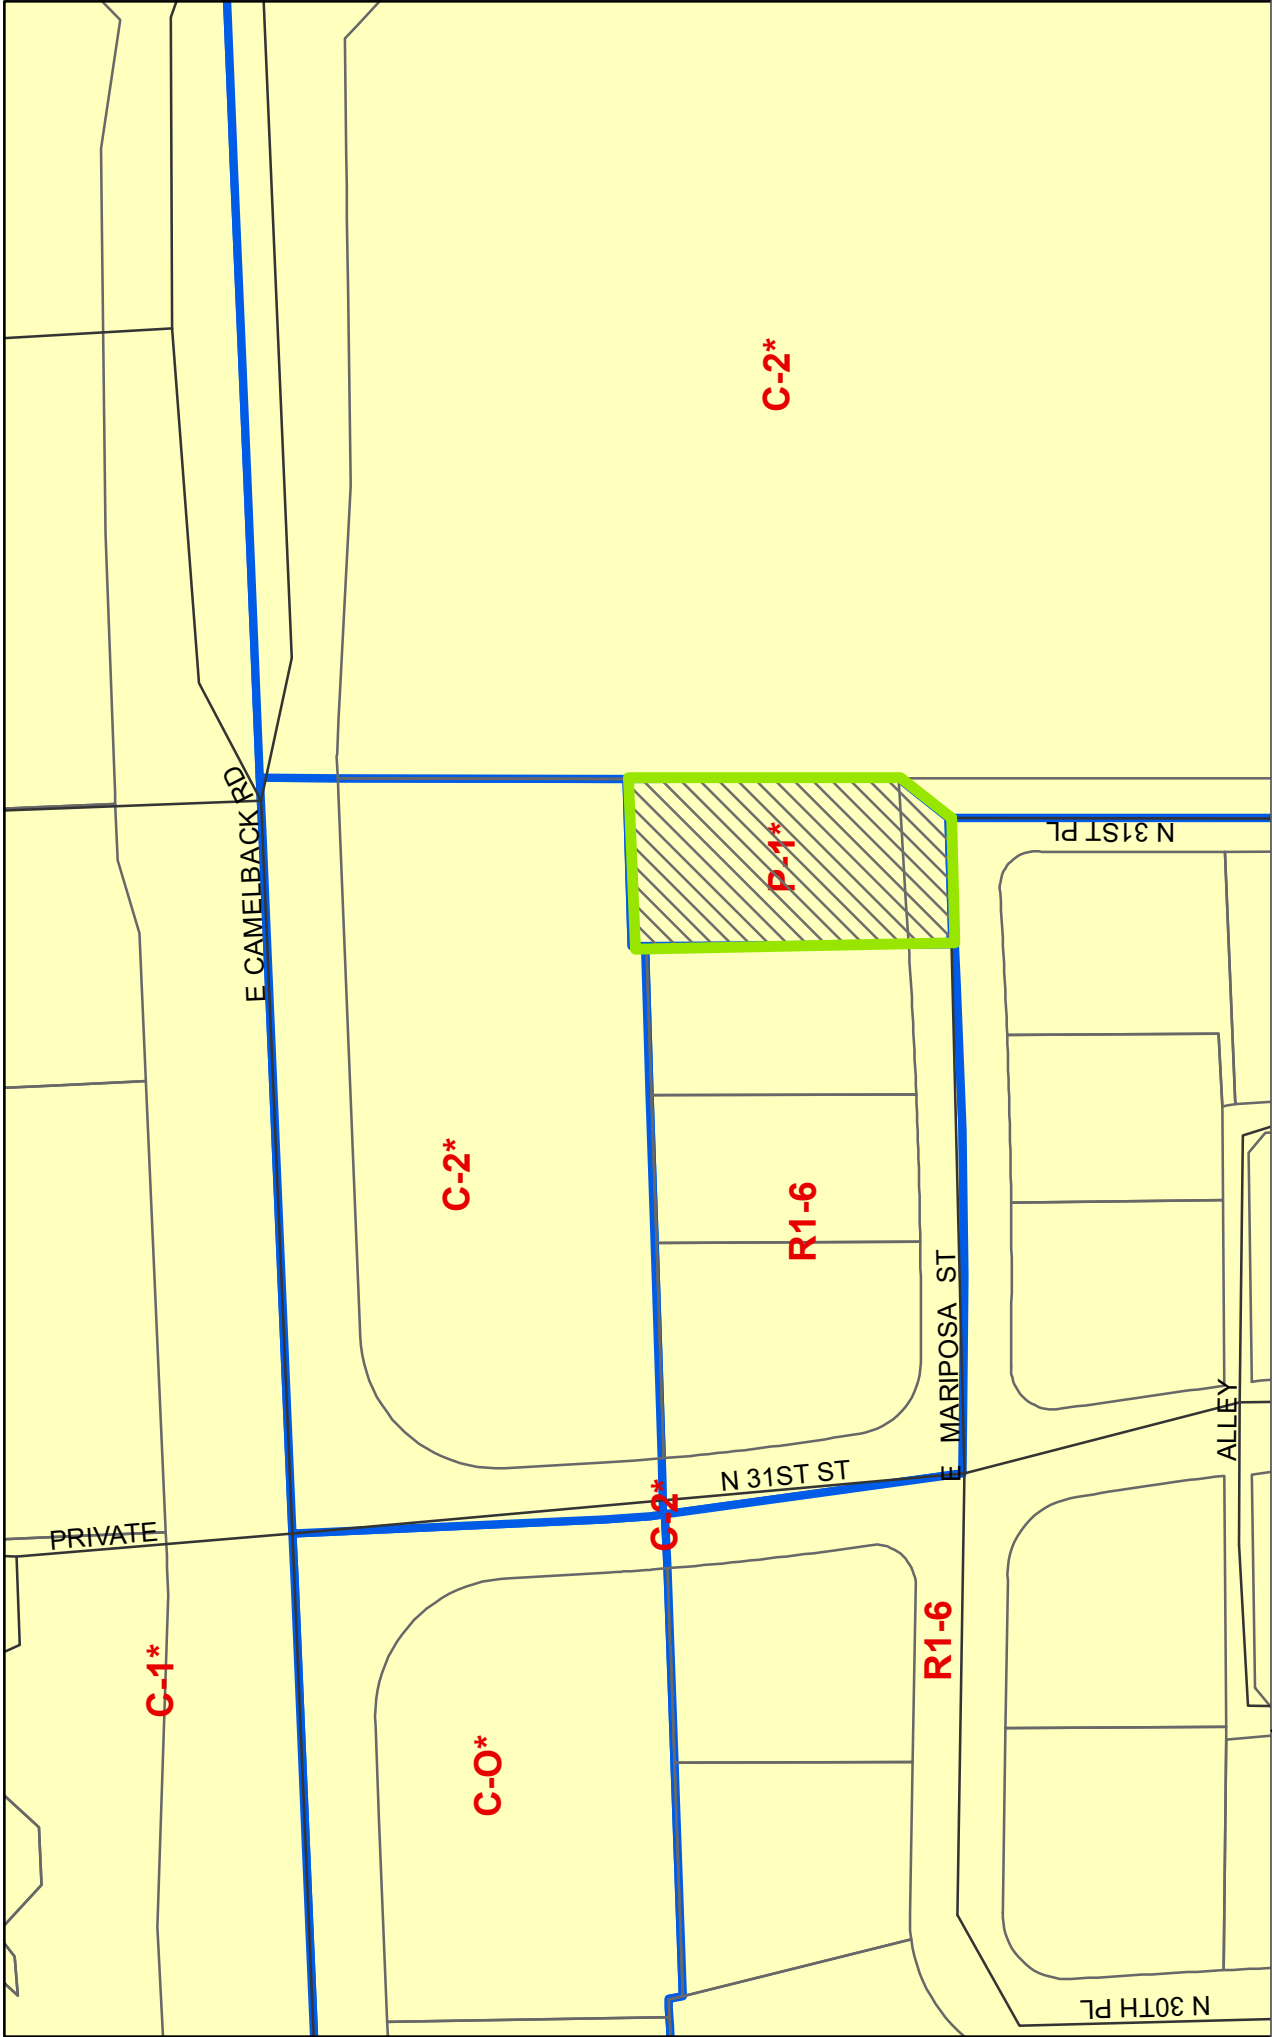 C-1*
PRIVATE
E CAMELBACK RD
C-O*
C-2*
C-2*
N 31ST ST
C-2*
R1-6
P-1*
R1-6
E MARIPOSA ST
N 31ST PL
N 30TH PL
ALLEY